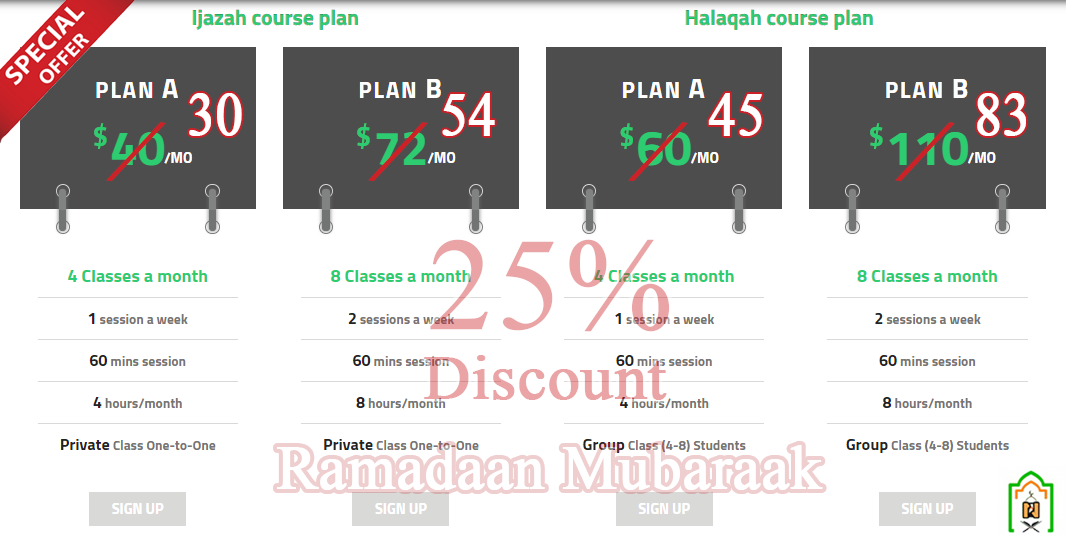 SPECIAL
OFFER
Ijazah course plan
Halaqah course plan
PLAN A
30
$40/MO
PLAN B
54
$72/MO
PLAN A
45
$60/MO
PLAN B
83
$110/MO
25%
Discount
4 Classes a month
1 session a week
60 mins session
4 hours/month
Private Class One-to-One
SIGN UP
8 Classes a month
2 sessions a week
60 mins session
8 hours/month
Private Class One-to-One
SIGN UP
4 Classes a month
1 session a week
60 mins session
4 hours/month
Group Class (4-8) Students
SIGN UP
8 Classes a month
2 sessions a week
60 mins session
8 hours/month
Group Class (4-8) Students
SIGN UP
Ramadaan Mubaraak